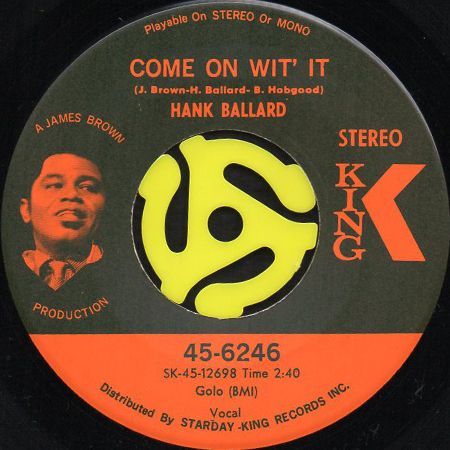 Playable On STEREO Or MONO
COME ON WIT' IT
(J. Brown-H. Ballard- B. Hobgood)
HANK BALLARD
A JAMES BROWN
PRODUCTION
STEREO
KING
K
45-6246
SK-45-12698 Time 2:40
Golo (BMI)
Vocal
Distributed By STARDAY-KING RECORDS INC.